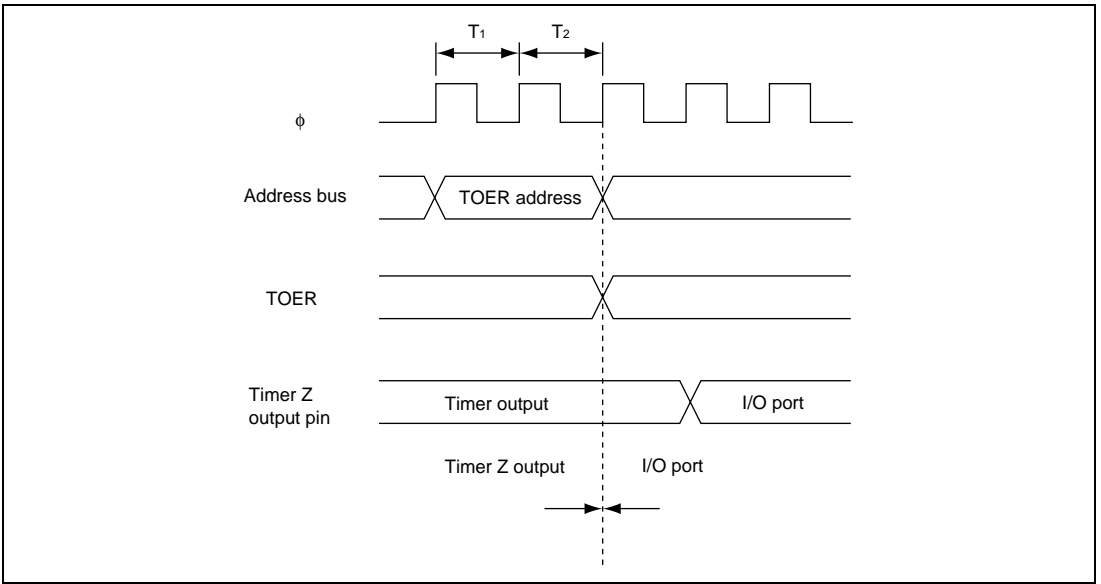 T1 T2
ϕ
Address bus TOER address
TOER
Timer Z
output pin
Timer output I/O port
Timer Z output I/O port